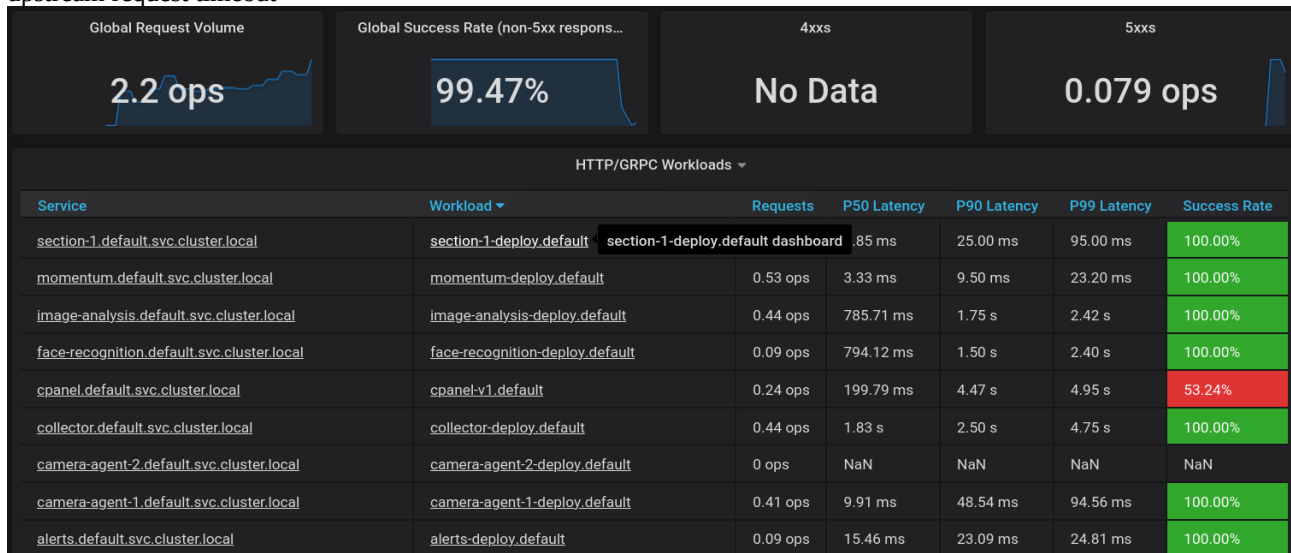 upstream request timeout
Global Request Volume
2.2 ops
Global Success Rate (non-5xx respons...
99.47%
4xxs
No Data
5xxs
0.079 ops
HTTP/GRPC Workloads
Service Workload Requests P50 Latency P90 Latency P99 Latency Success Rate
section-1.default.svc.cluster.local section-1-deploy.default section-1-deploy.default dashboard .85 ms 25.00 ms 95.00 ms 100.00%
momentum.default.svc.cluster.local momentum-deploy.default 0.53 ops 3.33 ms 9.50 ms 23.20 ms 100.00%
image-analysis.default.svc.cluster.local image-analysis-deploy.default 0.44 ops 785.71 ms 1.75 s 2.42 s 100.00%
face-recognition.default.svc.cluster.local face-recognition-deploy.default 0.09 ops 794.12 ms 1.50 s 2.40 s 100.00%
cpanel.default.svc.cluster.local cpanel-v1.default 0.24 ops 199.79 ms 4.47 s 4.95 s 53.24%
collector.default.svc.cluster.local collector-deploy.default 0.44 ops 1.83 s 2.50 s 4.75 s 100.00%
camera-agent-2.default.svc.cluster.local camera-agent-2-deploy.default 0 ops NaN NaN NaN NaN
camera-agent-1.default.svc.cluster.local camera-agent-1-deploy.default 0.41 ops 9.91 ms 48.54 ms 94.56 ms 100.00%
alerts.default.svc.cluster.local alerts-deploy.default 0.09 ops 15.46 ms 23.09 ms 24.81 ms 100.00%